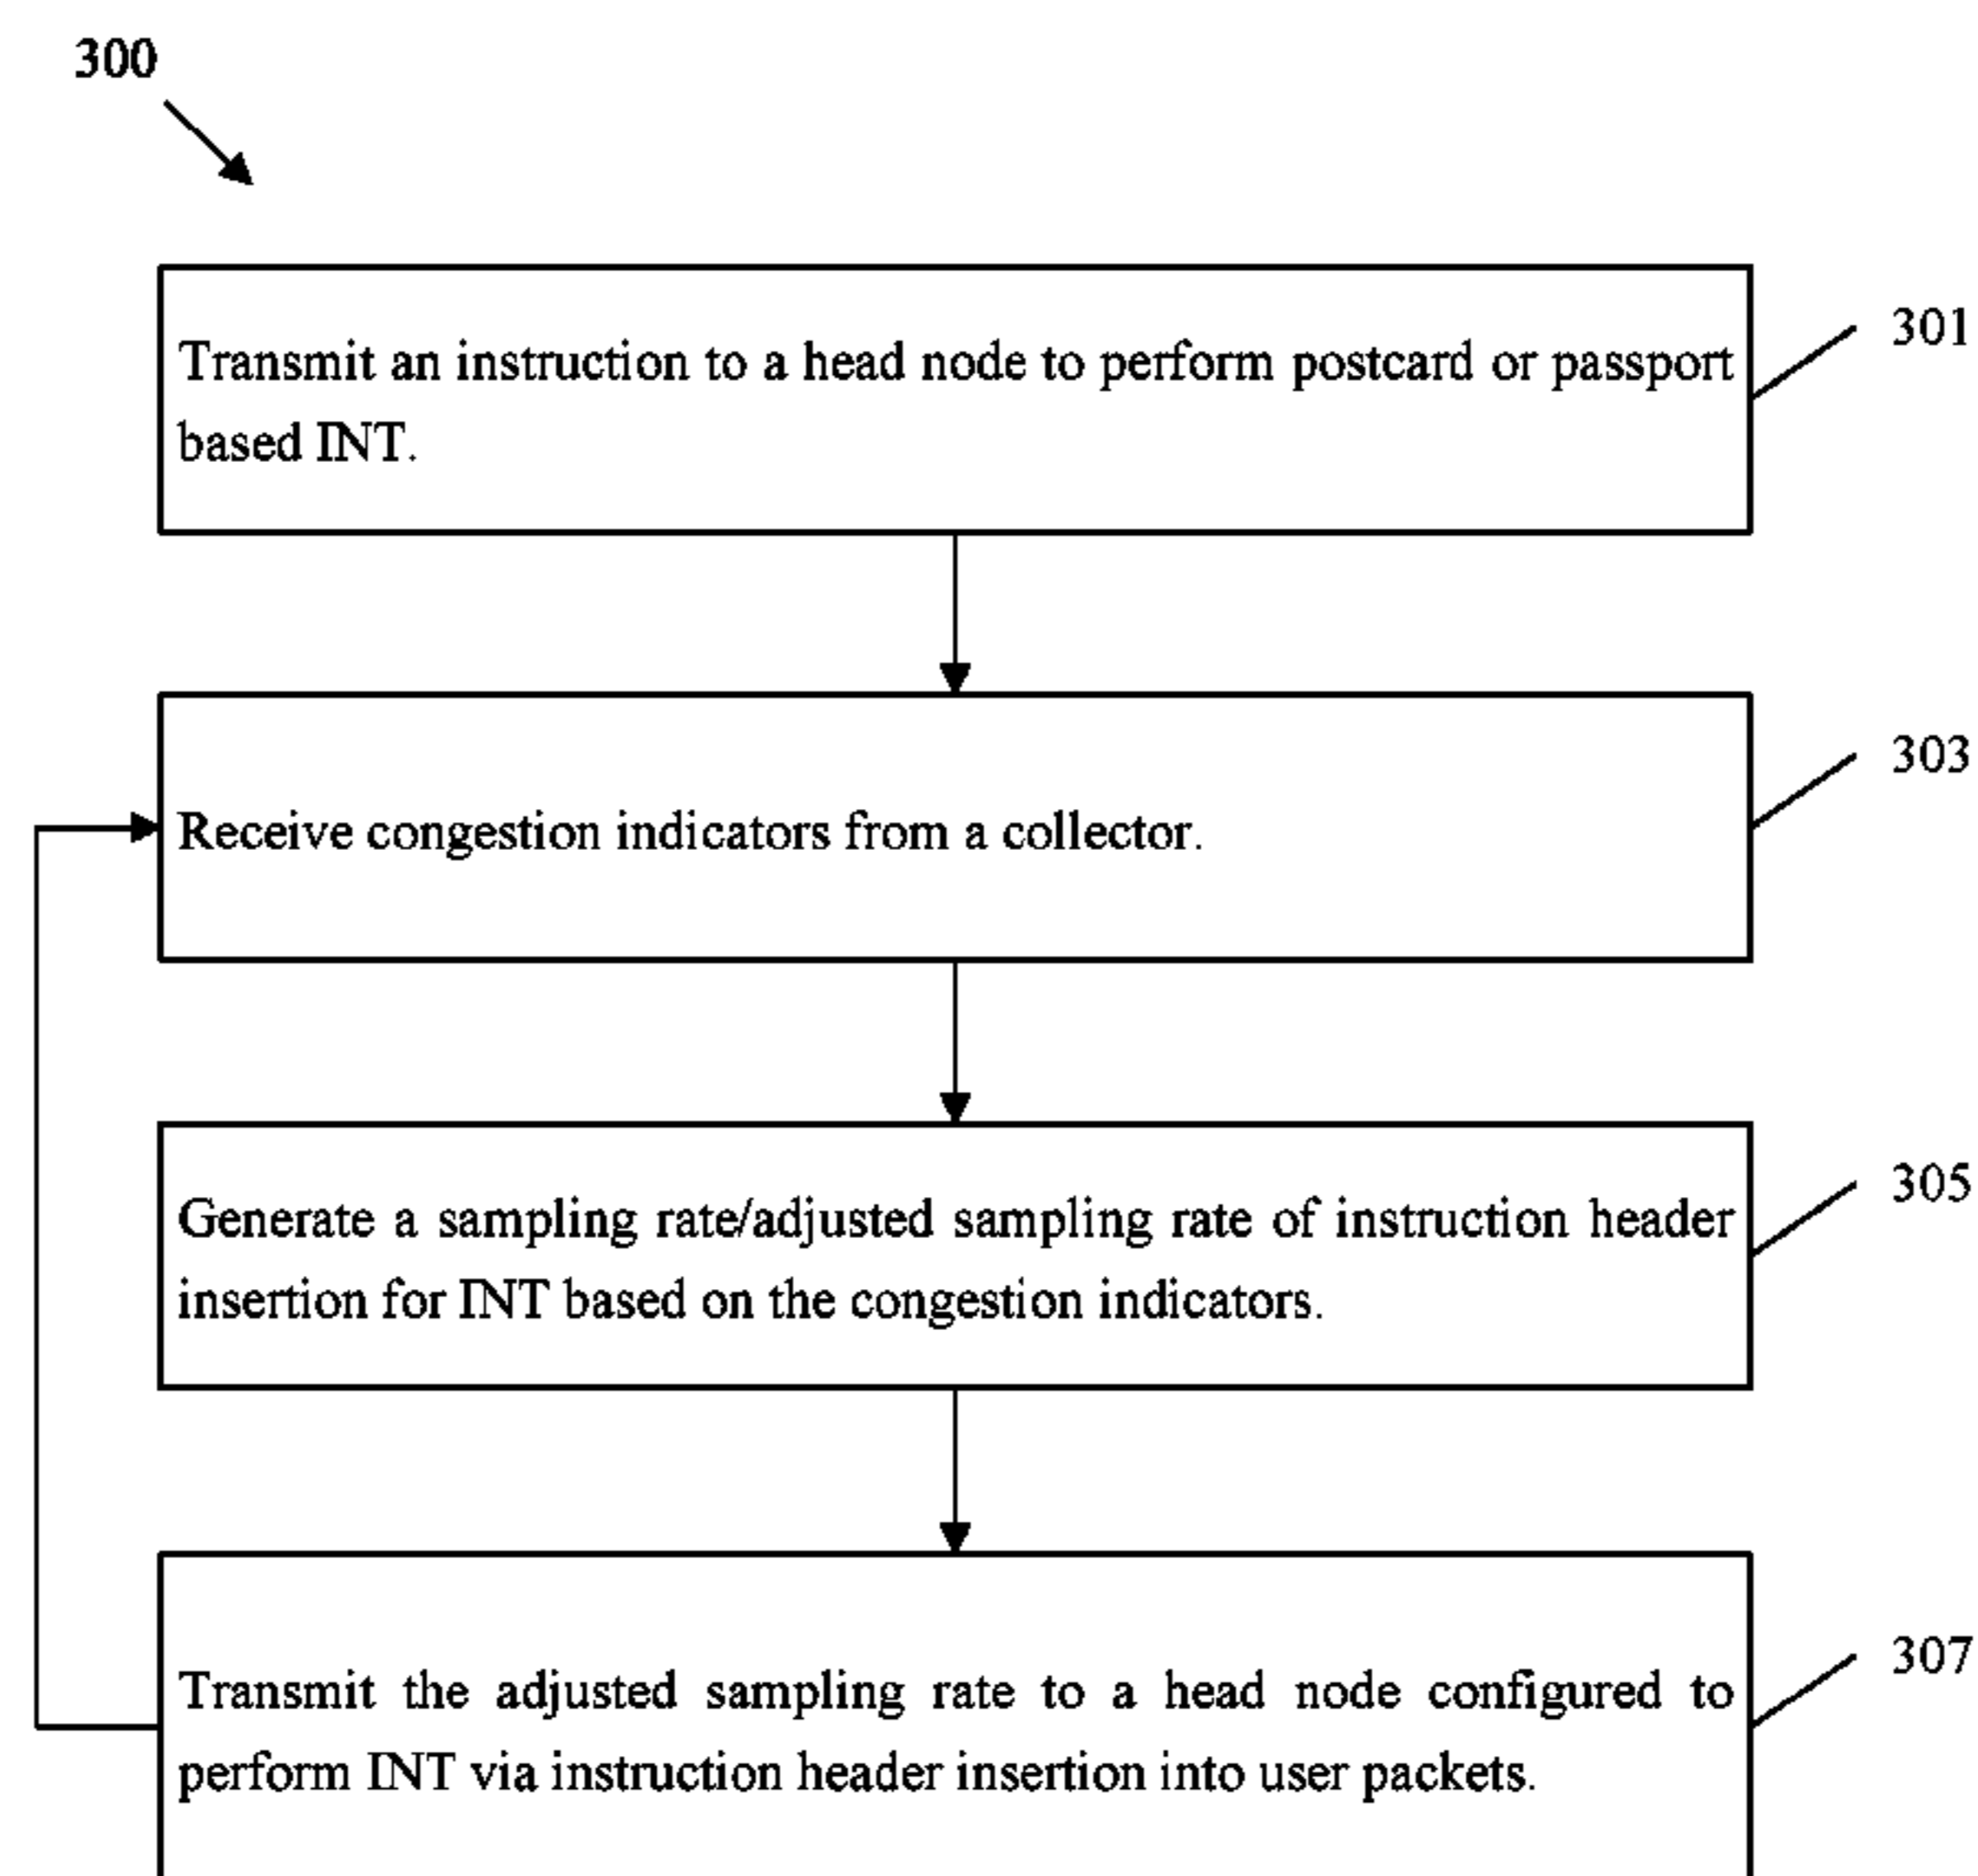 300
Transmit an instruction to a head node to perform postcard or passport
based INT.
301
Receive congestion indicators from a collector.
303
Generate a sampling rate/adjusted sampling rate of instruction header
insertion for INT based on the congestion indicators.
305
Transmit the adjusted sampling rate to a head node configured to
perform INT via instruction header insertion into user packets.
307